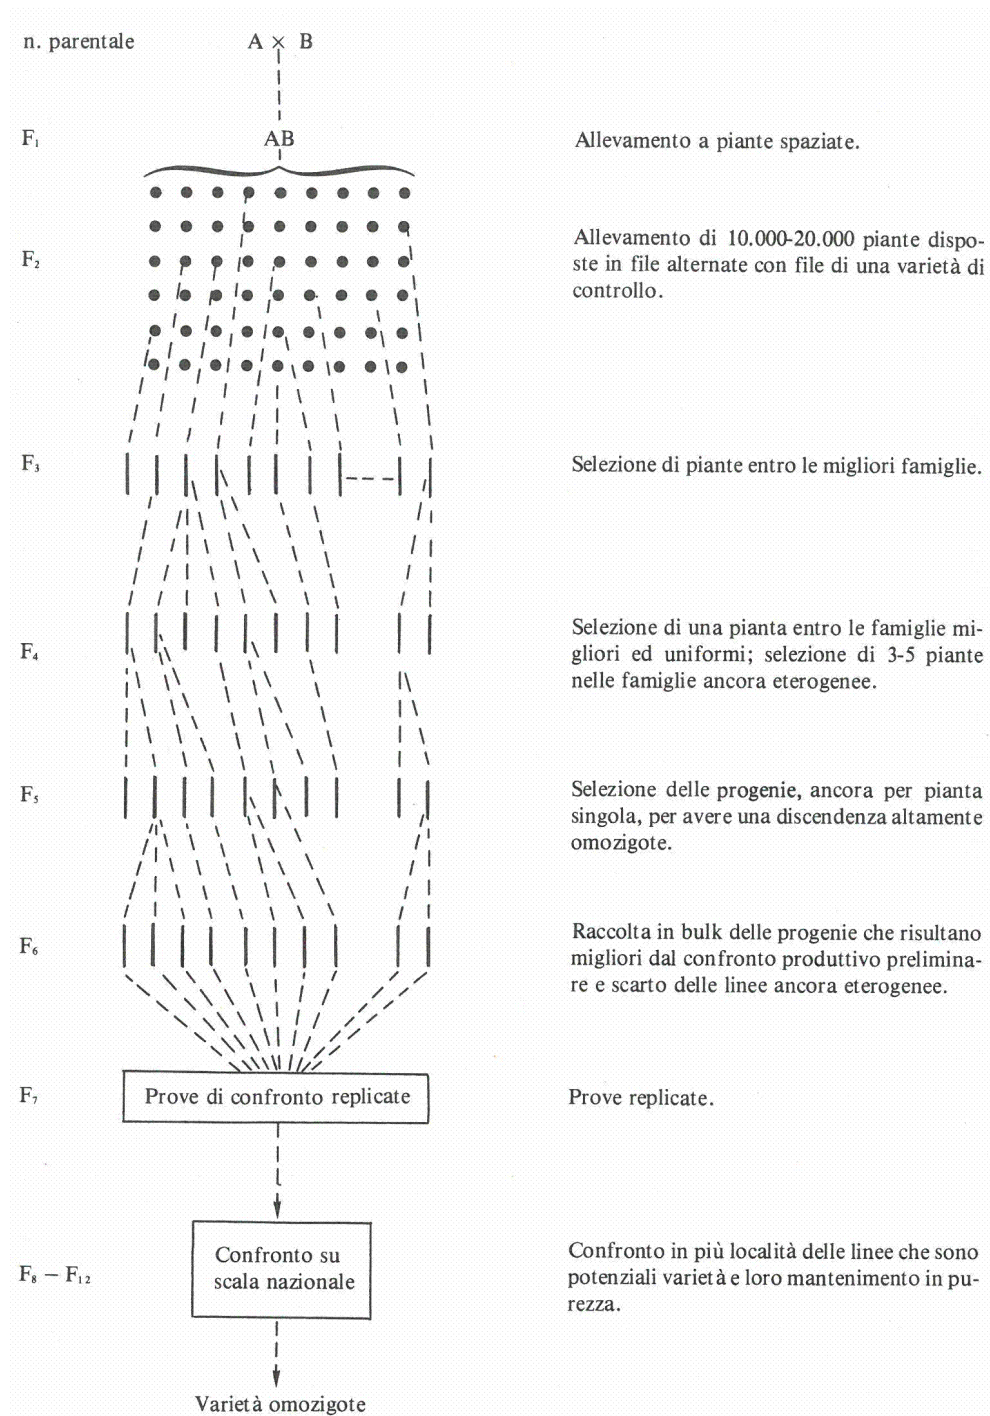 n. parentale
A × B
F₁
AB
Allevamento a piante spaziate.
F₂
Allevamento di 10.000-20.000 piante dispo-
ste in file alternate con file di una varietà di
controllo.
F₃
Selezione di piante entro le migliori famiglie.
F₄
Selezione di una pianta entro le famiglie mi-
gliori ed uniformi; selezione di 3-5 piante
nelle famiglie ancora eterogenee.
F₅
Selezione delle progenie, ancora per pianta
singola, per avere una discendenza altamente
omozigote.
F₆
Raccolta in bulk delle progenie che risultano
migliori dal confronto produttivo prelimina-
re e scarto delle linee ancora eterogenee.
F₇
Prove di confronto replicate
Prove replicate.
F₈ – F₁₂
Confronto su
scala nazionale
Confronto in più località delle linee che sono
potenziali varietà e loro mantenimento in pu-
rezza.
Varietà omozigote